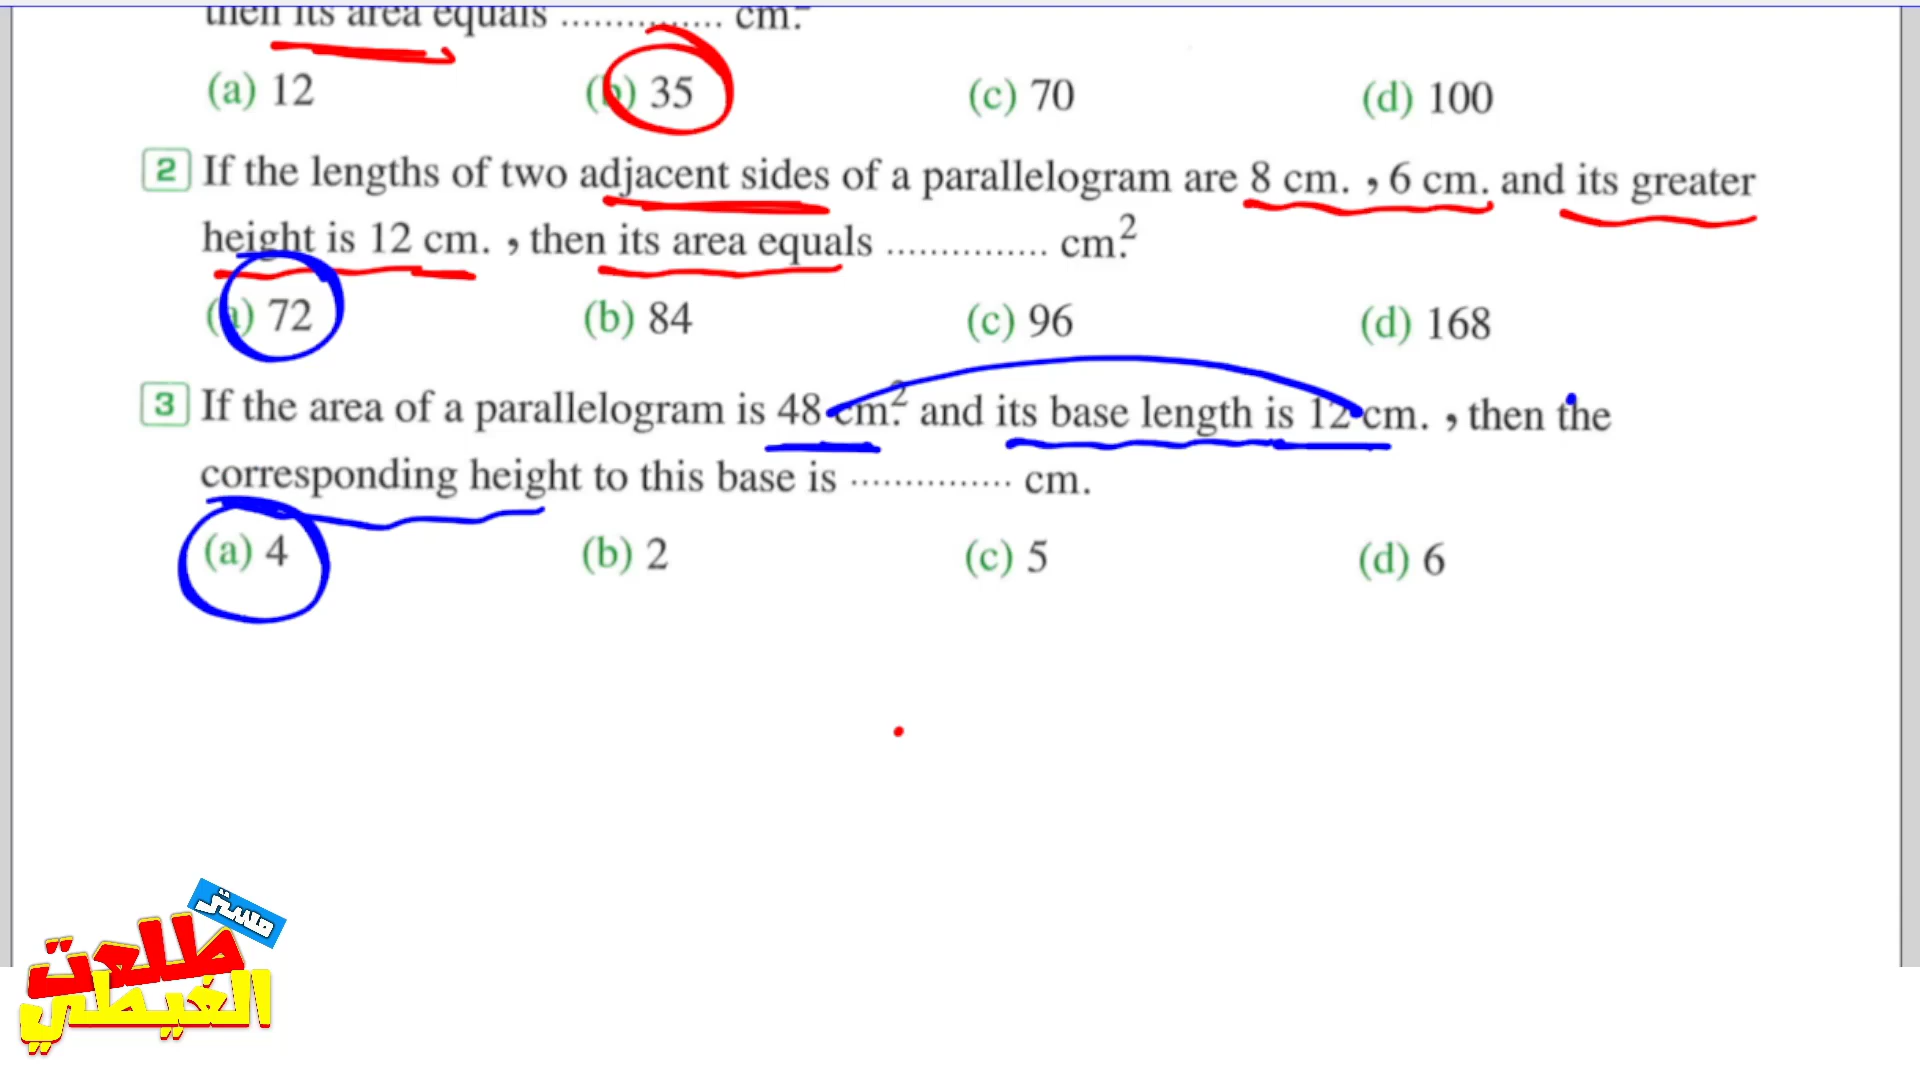 then its area equals ............... cm.²
(a) 12 (b) 35 (c) 70 (d) 100
2 If the lengths of two adjacent sides of a parallelogram are 8 cm. , 6 cm. and its greater
height is 12 cm. , then its area equals ............... cm.²
(a) 72 (b) 84 (c) 96 (d) 168
3 If the area of a parallelogram is 48 cm.² and its base length is 12 cm. , then the
corresponding height to this base is ............... cm.
(a) 4 (b) 2 (c) 5 (d) 6
مستر
طلعت
الغيطي